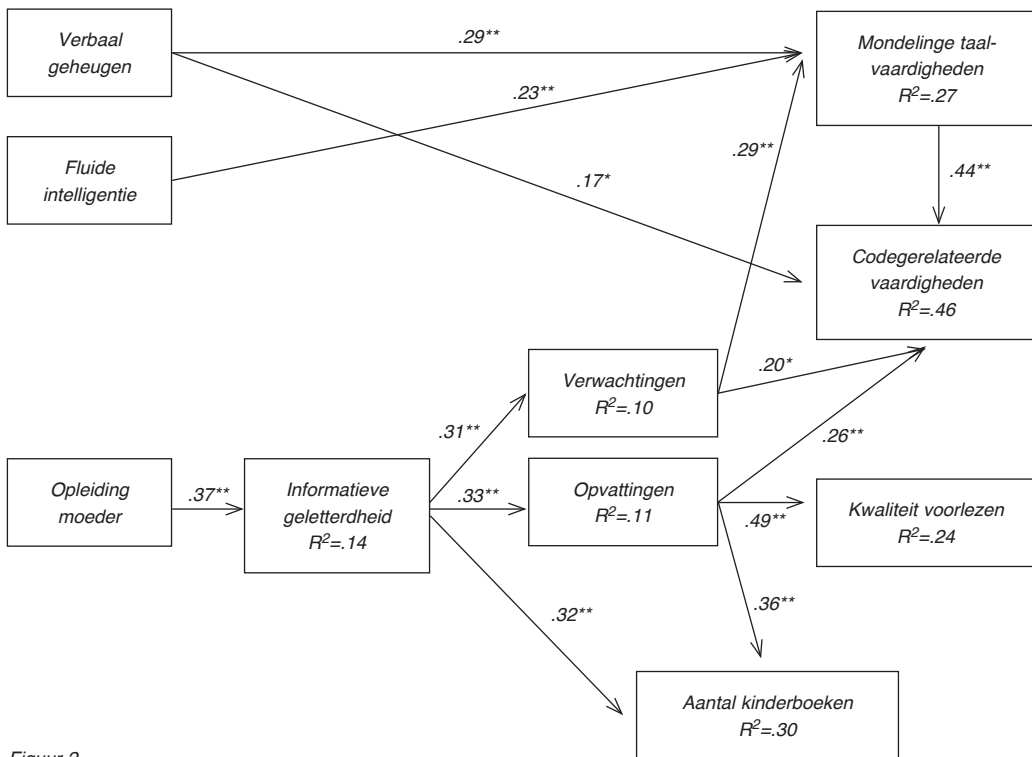 Verbaal
geheugen
.29**
Mondelinge taal-
vaardigheden
R²=.27
.23**
Fluide
intelligentie
.29**
.17*
.44**
Codegerelateerde
vaardigheden
R²=.46
Verwachtingen
R²=.10
.20*
.31**
.26**
Opleiding
moeder
.37**
Informatieve
geletterdheid
R²=.14
.33**
Opvattingen
R²=.11
.49**
Kwaliteit voorlezen
R²=.24
.32**
.36**
Aantal kinderboeken
R²=.30